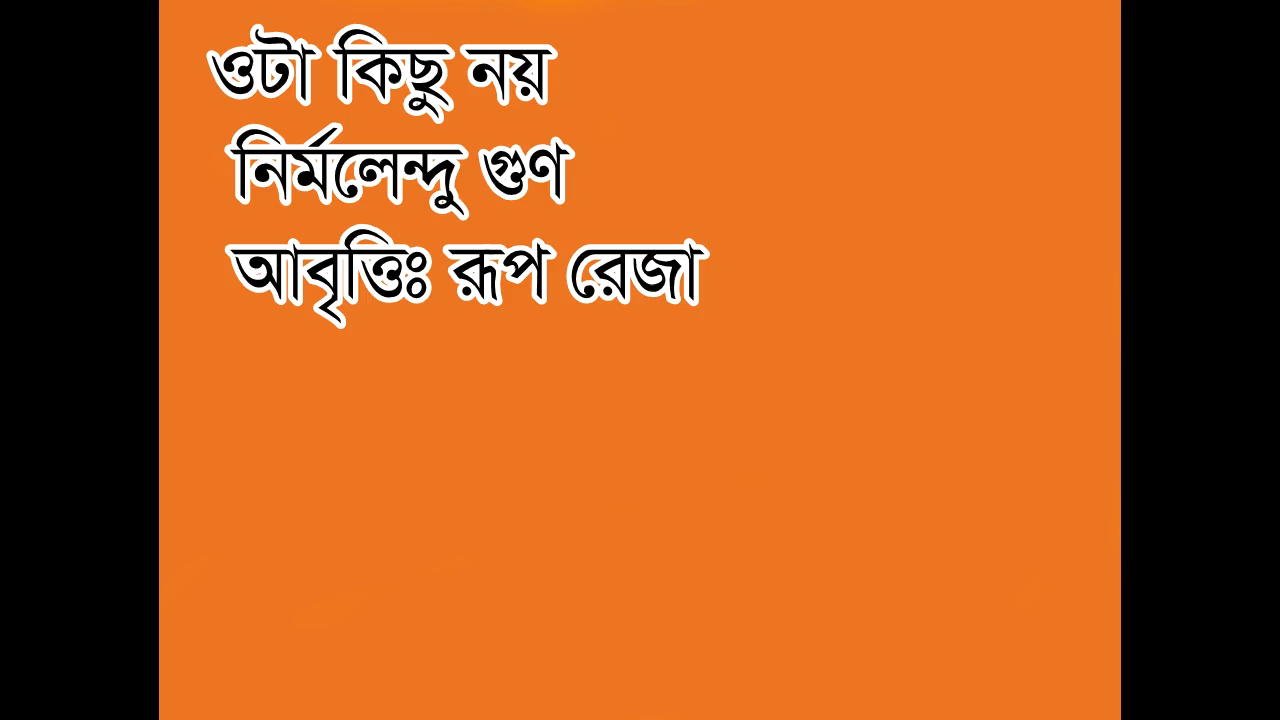 ওটা কিছু নয়
নির্মলেন্দু গুণ
আবৃত্তিঃ রূপ রেজা